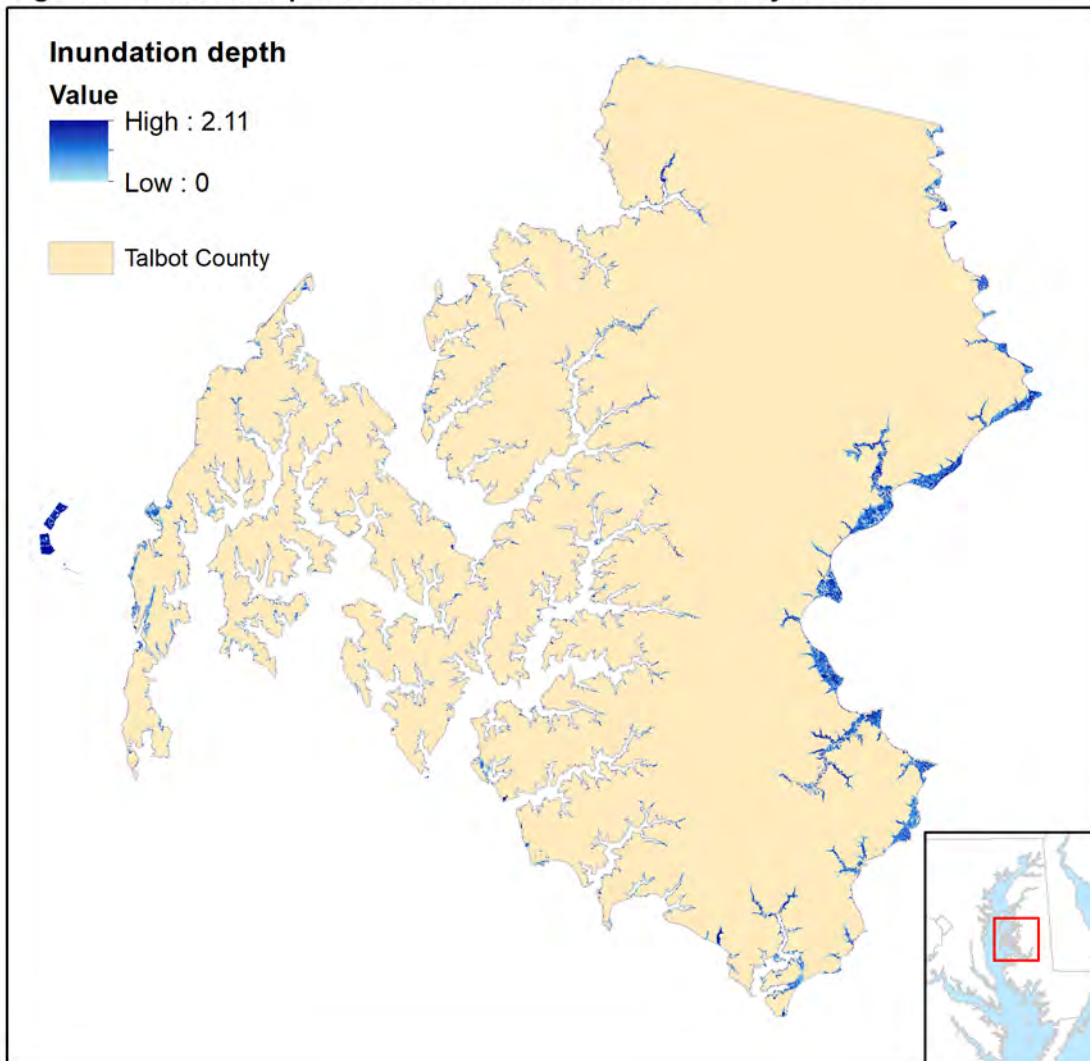 Inundation depth
Value
High : 2.11
Low : 0
Talbot County